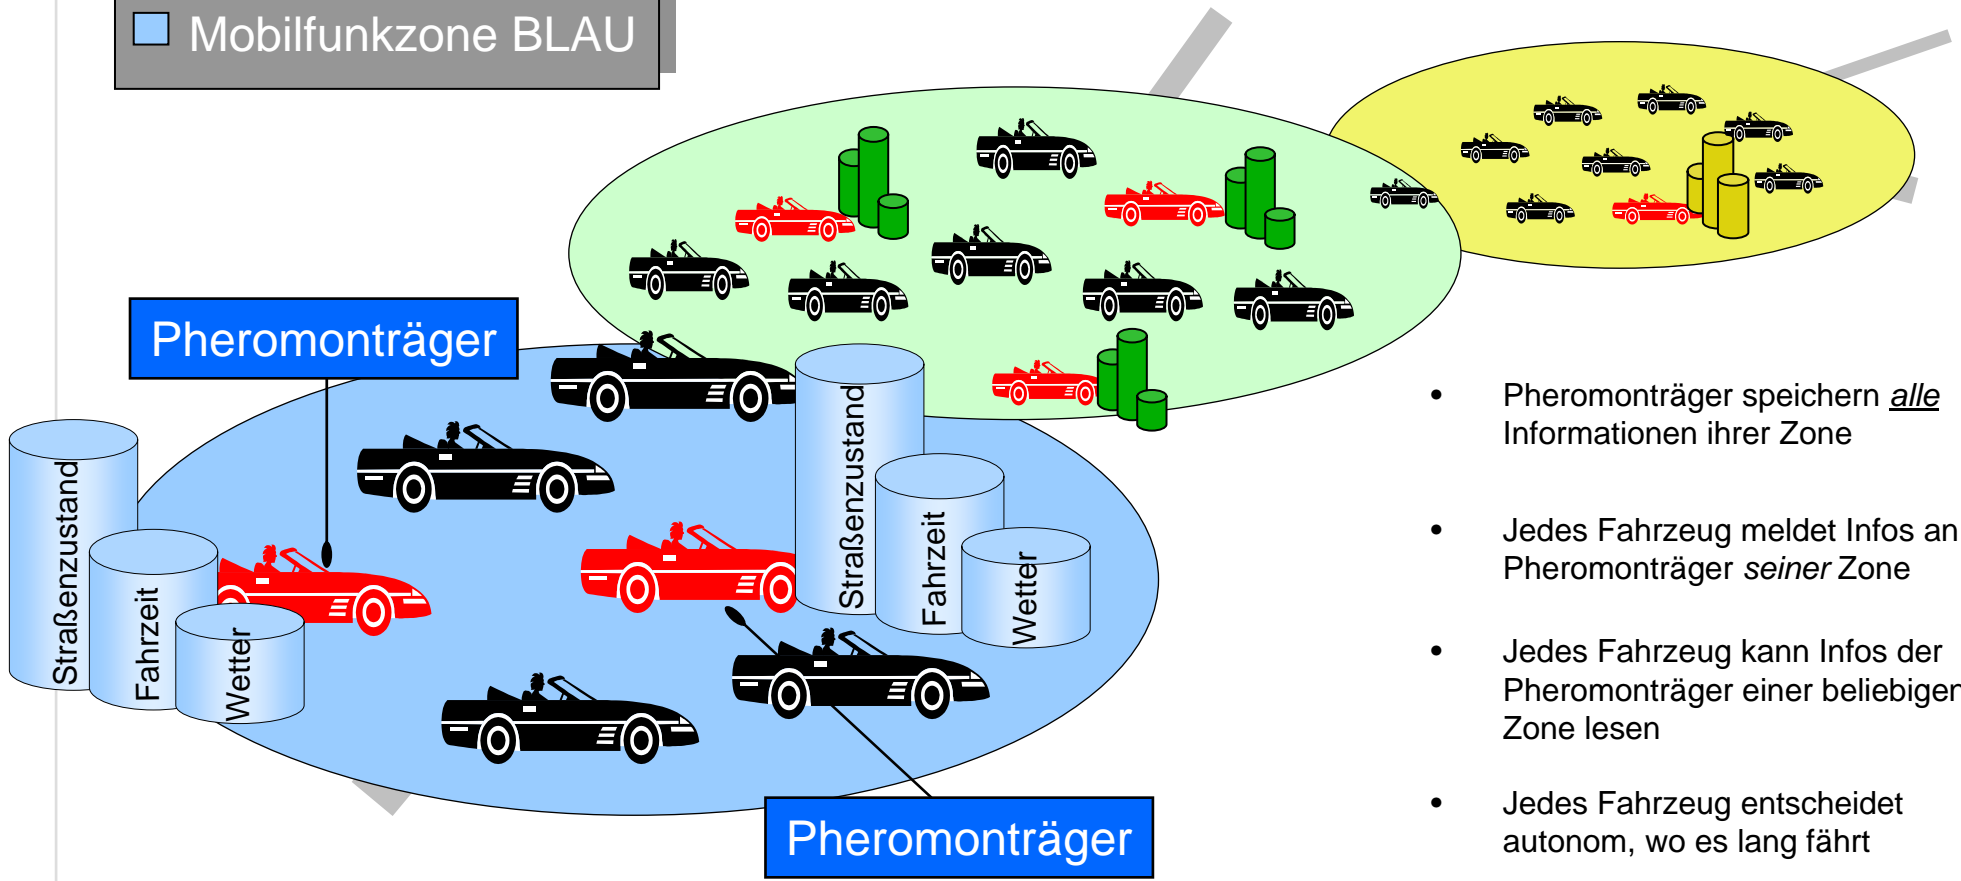 Mobilfunkzone BLAU
Pheromonträger
Straßenzustand
Fahrzeit
Wetter
Straßenzustand
Fahrzeit
Wetter
Pheromonträger
• Pheromonträger speichern alle
Informationen ihrer Zone
• Jedes Fahrzeug meldet Infos an
Pheromonträger seiner Zone
• Jedes Fahrzeug kann Infos der
Pheromonträger einer beliebigen
Zone lesen
• Jedes Fahrzeug entscheidet
autonom, wo es lang fährt